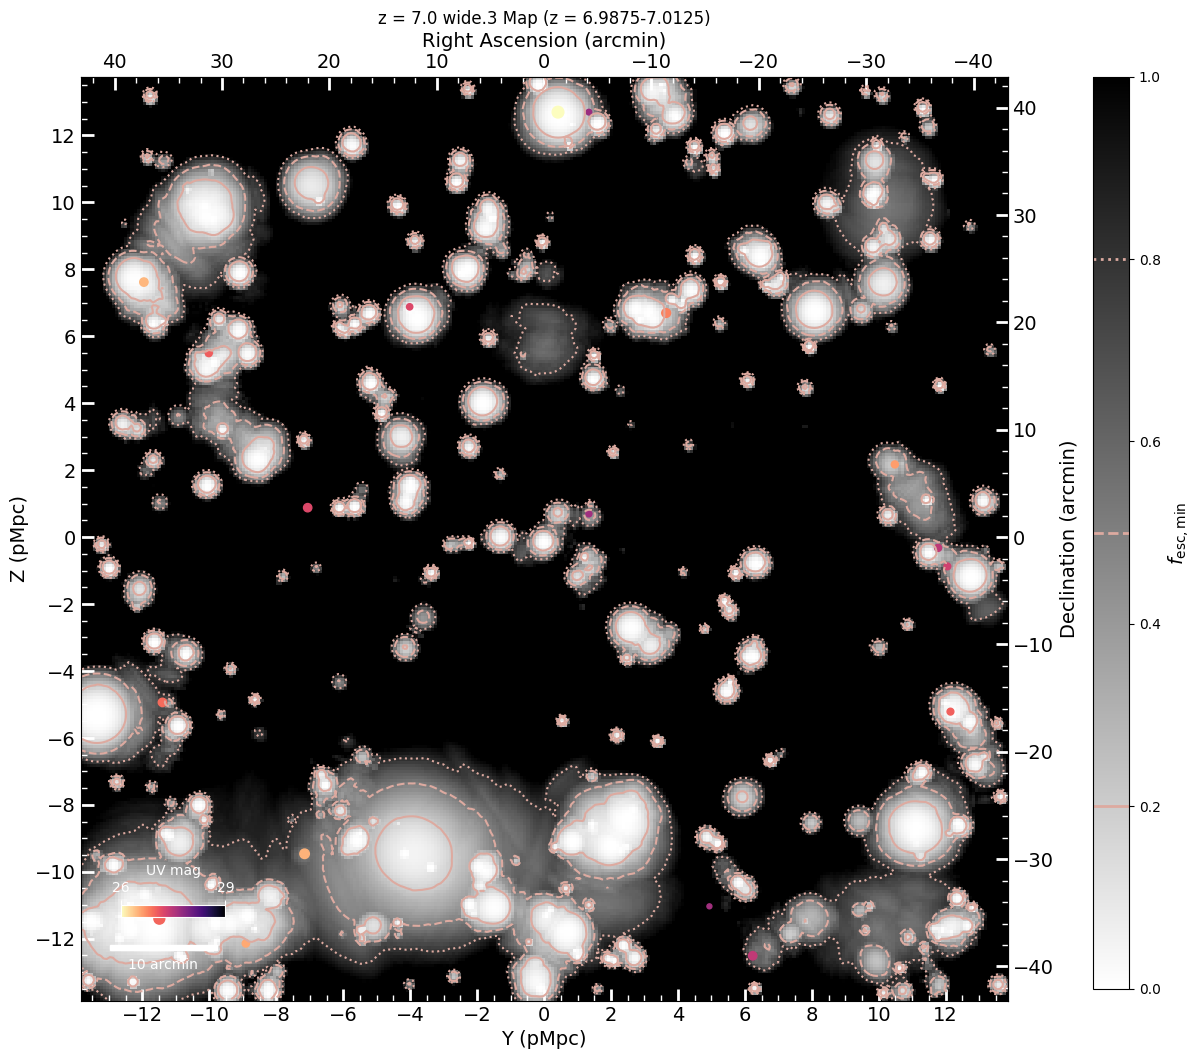 z = 7.0 wide.3 Map (z = 6.9875-7.0125)
Right Ascension (arcmin)
40 30 20 10 0 −10 −20 −30 −40
12
10
8
6
4
2
0
−2
−4
−6
−8
−10
−12
Z (pMpc)
40
30
20
10
0
−10
−20
−30
−40
Declination (arcmin)
1.0
0.8
0.6
0.4
0.2
0.0
fesc,min
UV mag
26 29
10 arcmin
−12 −10 −8 −6 −4 −2 0 2 4 6 8 10 12
Y (pMpc)